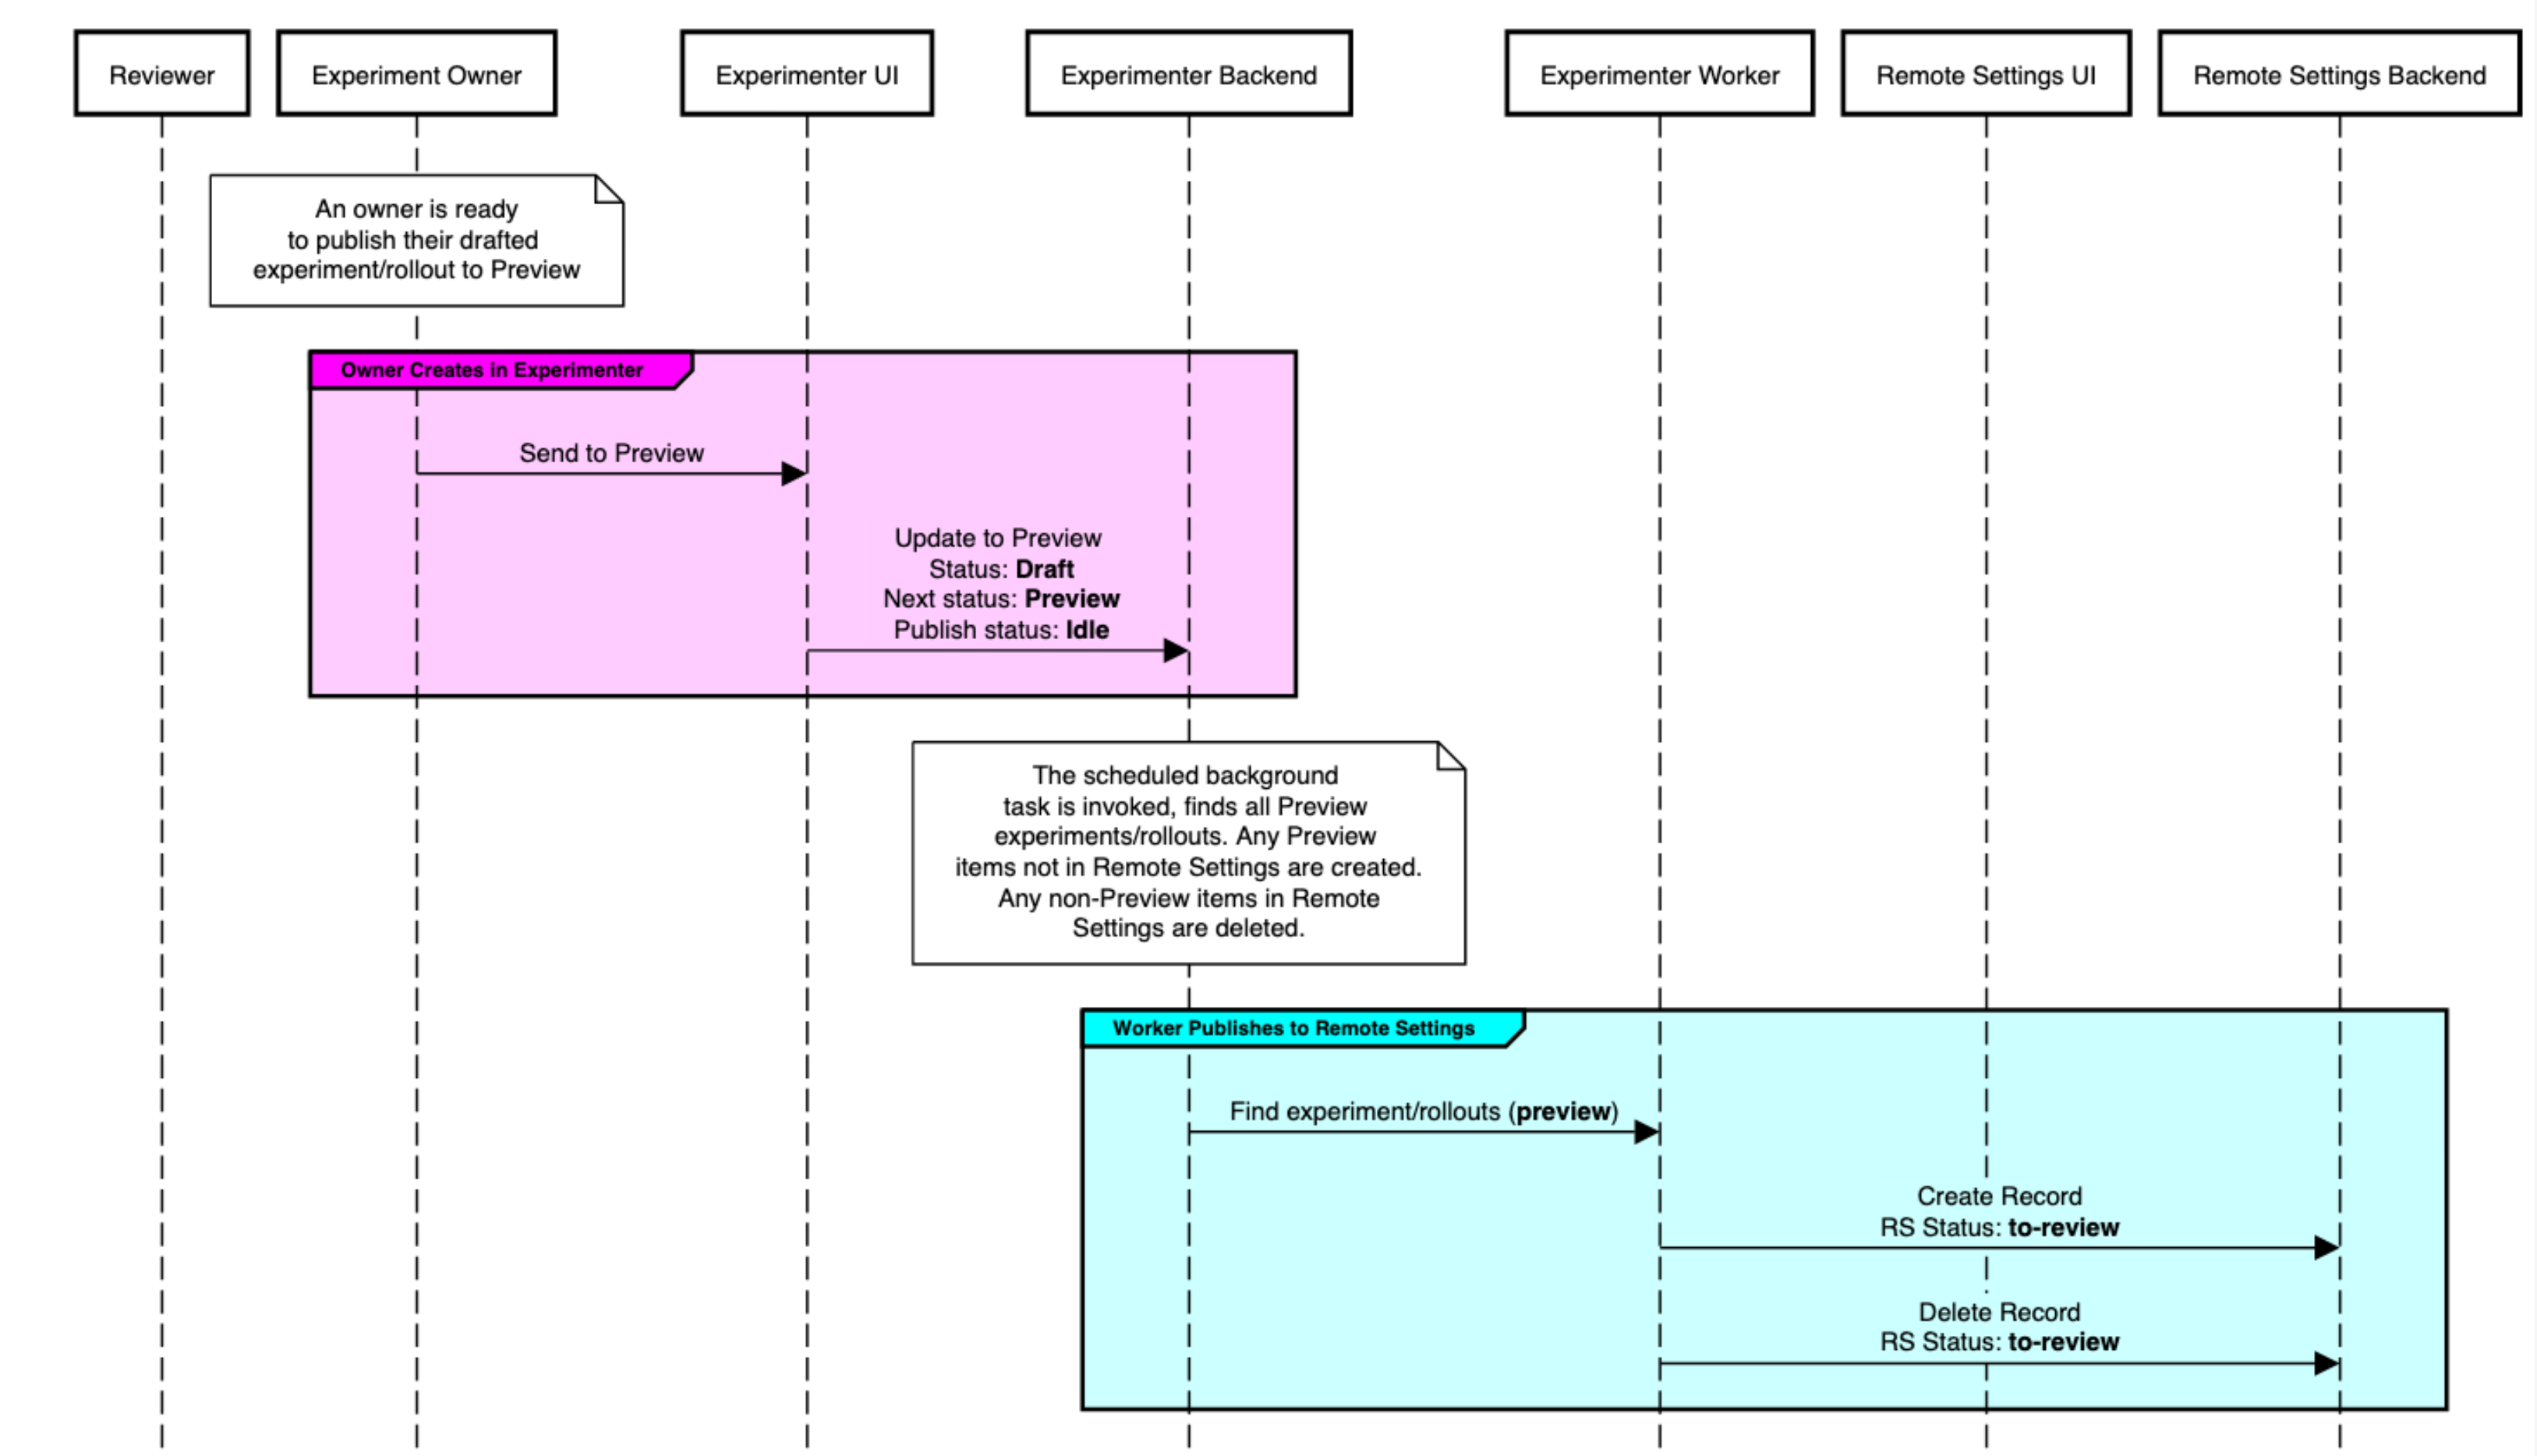 Reviewer
Experiment Owner
Experimenter UI
Experimenter Backend
Experimenter Worker
Remote Settings UI
Remote Settings Backend
An owner is ready
to publish their drafted
experiment/rollout to Preview
Owner Creates in Experimenter
Send to Preview
Update to Preview
Status: Draft
Next status: Preview
Publish status: Idle
The scheduled background
task is invoked, finds all Preview
experiments/rollouts. Any Preview
items not in Remote Settings are created.
Any non-Preview items in Remote
Settings are deleted.
Worker Publishes to Remote Settings
Find experiment/rollouts (preview)
Create Record
RS Status: to-review
Delete Record
RS Status: to-review